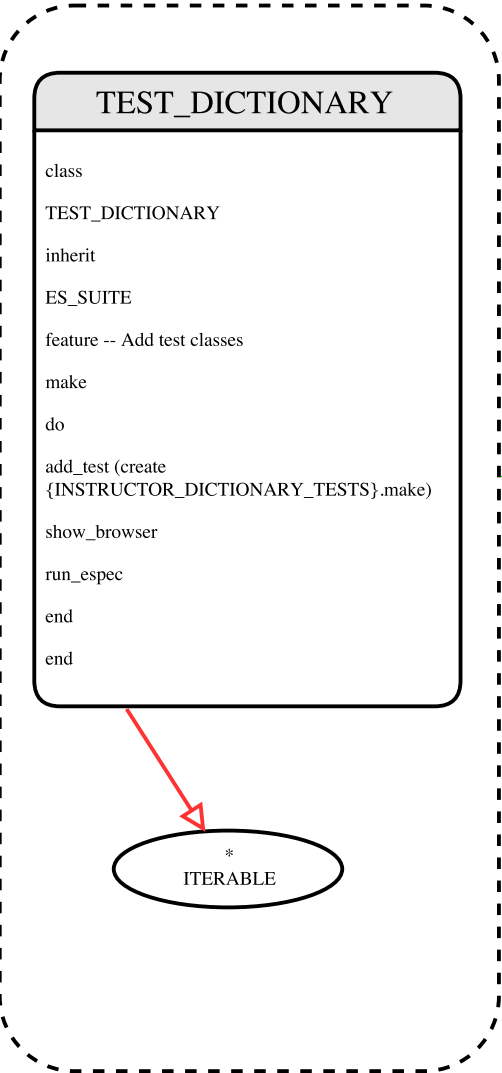 TEST_DICTIONARY
class
TEST_DICTIONARY
inherit
ES_SUITE
feature -- Add test classes
make
do
add_test (create
{INSTRUCTOR_DICTIONARY_TESTS}.make)
show_browser
run_espec
end
end
*
ITERABLE